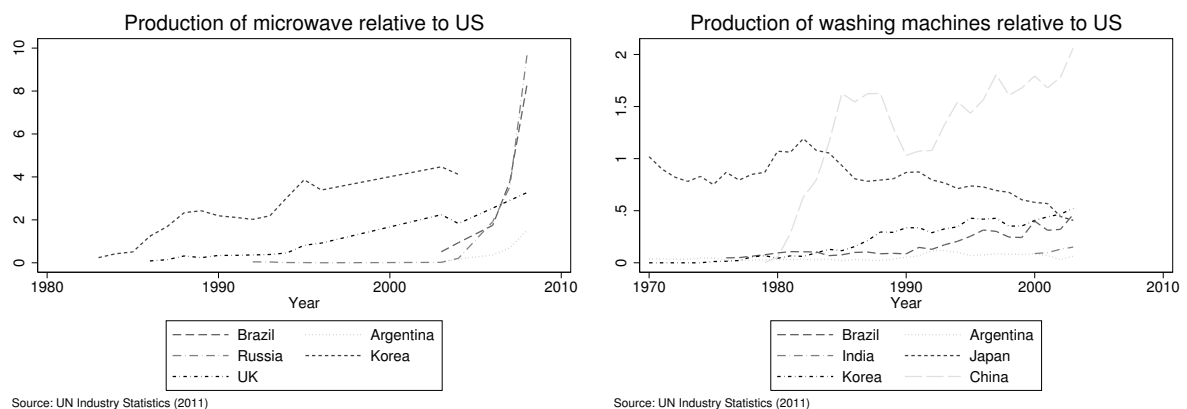 Production of microwave relative to US
10
8
6
4
2
0
1980 1990 2000 2010
Year
Brazil Argentina
Russia Korea
UK
Source: UN Industry Statistics (2011)
Production of washing machines relative to US
2
1.5
1
.5
0
1970 1980 1990 2000 2010
Year
Brazil Argentina
India Japan
Korea China
Source: UN Industry Statistics (2011)